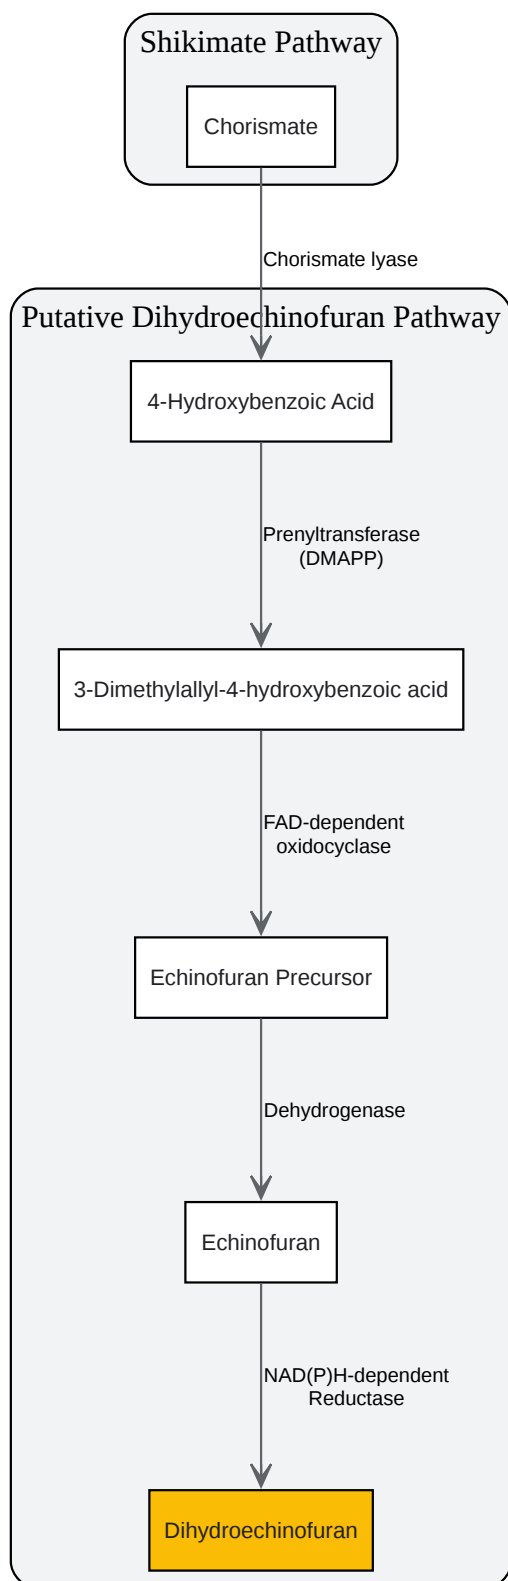 Shikimate Pathway
Chorismate
Chorismate lyase
Putative Dihydroechinofuran Pathway
4-Hydroxybenzoic Acid
Prenyltransferase
(DMAPP)
3-Dimethylallyl-4-hydroxybenzoic acid
FAD-dependent
oxidocyclase
Echinofuran Precursor
Dehydrogenase
Echinofuran
NAD(P)H-dependent
Reductase
Dihydroechinofuran